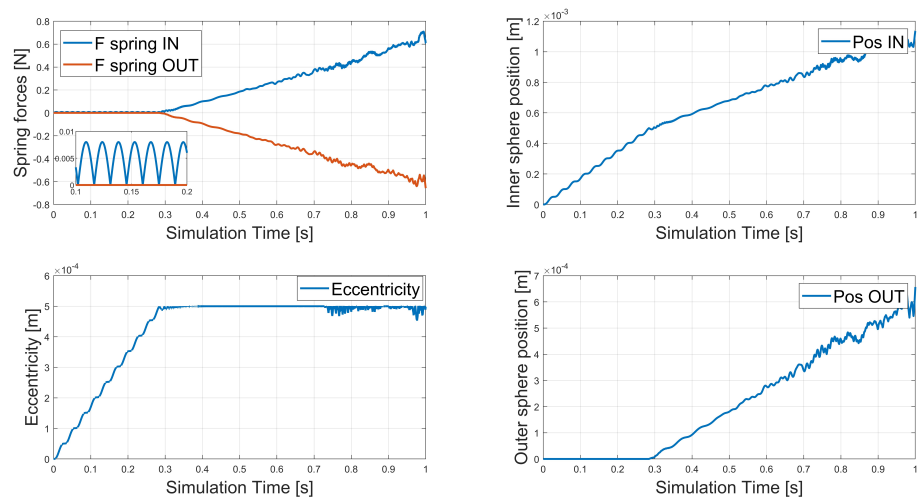 F spring IN
F spring OUT
Spring forces [N]
0.8
0.6
0.4
0.2
0
-0.2
-0.4
-0.6
-0.8
0.01
0.005
0
0.1 0.15 0.2
0 0.1 0.2 0.3 0.4 0.5 0.6 0.7 0.8 0.9 1
Simulation Time [s]
×10-3
Pos IN
Inner sphere position [m]
1.2
1
0.8
0.6
0.4
0.2
0
0 0.1 0.2 0.3 0.4 0.5 0.6 0.7 0.8 0.9 1
Simulation Time [s]
×10-4
Eccentricity
Eccentricity [m]
6
5
4
3
2
1
0
0 0.1 0.2 0.3 0.4 0.5 0.6 0.7 0.8 0.9 1
Simulation Time [s]
×10-4
Pos OUT
Outer sphere position [m]
7
6
5
4
3
2
1
0
0 0.1 0.2 0.3 0.4 0.5 0.6 0.7 0.8 0.9 1
Simulation Time [s]